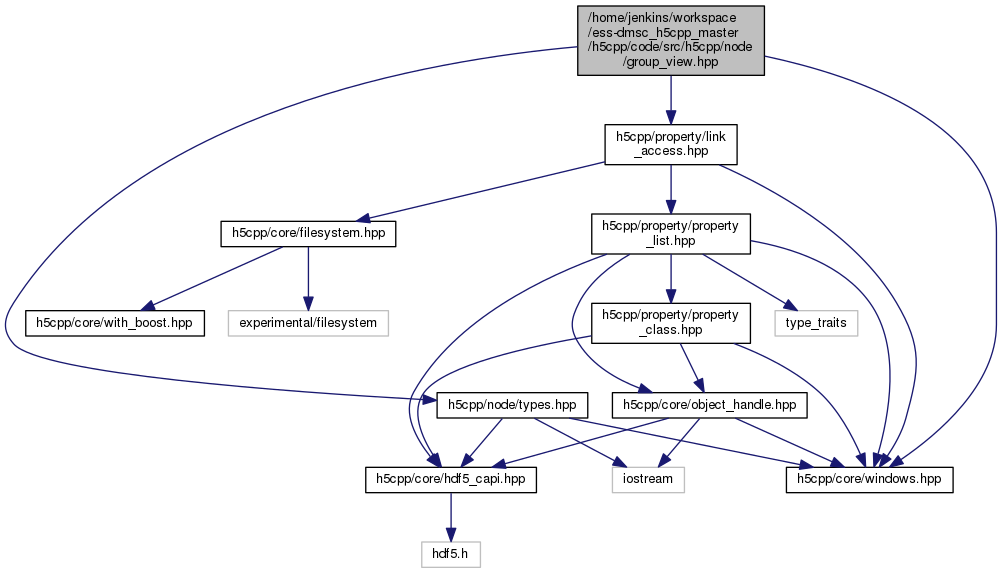 /home/jenkins/workspace
/ess-dmsc_h5cpp_master
/h5cpp/code/src/h5cpp/node
/group_view.hpp
h5cpp/property/link
_access.hpp
h5cpp/core/filesystem.hpp
h5cpp/property/property
_list.hpp
h5cpp/core/with_boost.hpp
experimental/filesystem
h5cpp/property/property
_class.hpp
type_traits
h5cpp/node/types.hpp
h5cpp/core/object_handle.hpp
h5cpp/core/hdf5_capi.hpp
iostream
h5cpp/core/windows.hpp
hdf5.h